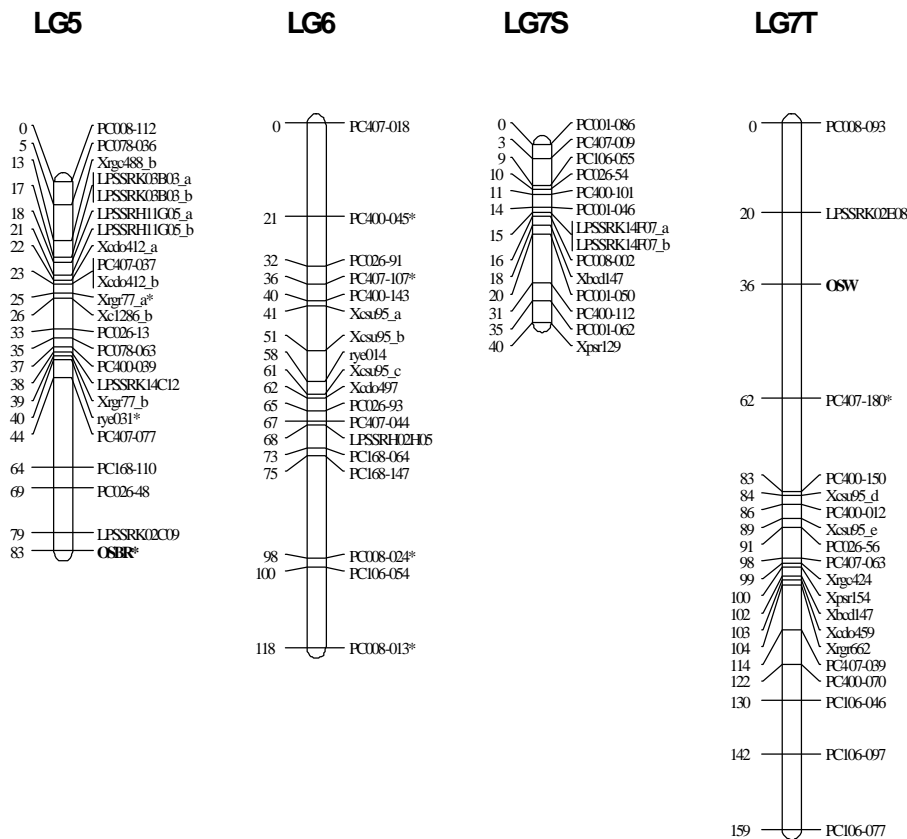 LG5
0 PC008-112
5 PC078-036
13 Xrgc488_b
17 LPSSRK03B03_a
LPSSRK03B03_b
18 LPSSRH11G05_a
21 LPSSRH11G05_b
22 Xcdo412_a
23 PC407-037
Xcdo412_b
25 Xrgr77_a*
26 Xc1286_b
33 PC026-13
35 PC078-063
37 PC400-039
38 LPSSRK14C12
39 Xrgr77_b
40 rye031*
44 PC407-077
64 PC168-110
69 PC026-48
79 LPSSRK02C09
83 OSBR*
LG6
0 PC407-018
21 PC400-045*
32 PC026-91
36 PC407-107*
40 PC400-143
41 Xcsu95_a
51 Xcsu95_b
58 rye014
61 Xcsu95_c
62 Xcdo497
65 PC026-93
67 PC407-044
68 LPSSRH02H05
73 PC168-064
75 PC168-147
98 PC008-024*
100 PC106-054
118 PC008-013*
LG7S
0 PC001-086
3 PC407-009
9 PC106-055
10 PC026-54
11 PC400-101
14 PC001-046
15 LPSSRK14F07_a
LPSSRK14F07_b
16 PC008-002
18 Xbcd147
20 PC001-050
31 PC400-112
35 PC001-062
40 Xpsr129
LG7T
0 PC008-093
20 LPSSRK02E08
36 OSW
62 PC407-180*
83 PC400-150
84 Xcsu95_d
86 PC400-012
89 Xcsu95_e
91 PC026-56
98 PC407-063
99 Xrgc424
100 Xpsr154
102 Xbcd147
103 Xcdo459
104 Xrgr662
114 PC407-039
122 PC400-070
130 PC106-046
142 PC106-097
159 PC106-077